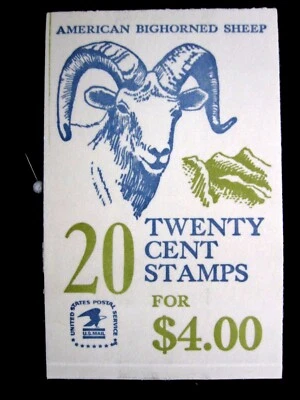 AMERICAN BIGHORNED SHEEP
20 TWENTY
CENT
STAMPS
FOR
$4.00
UNITED STATES POSTAL SERVICE
U.S. MAIL